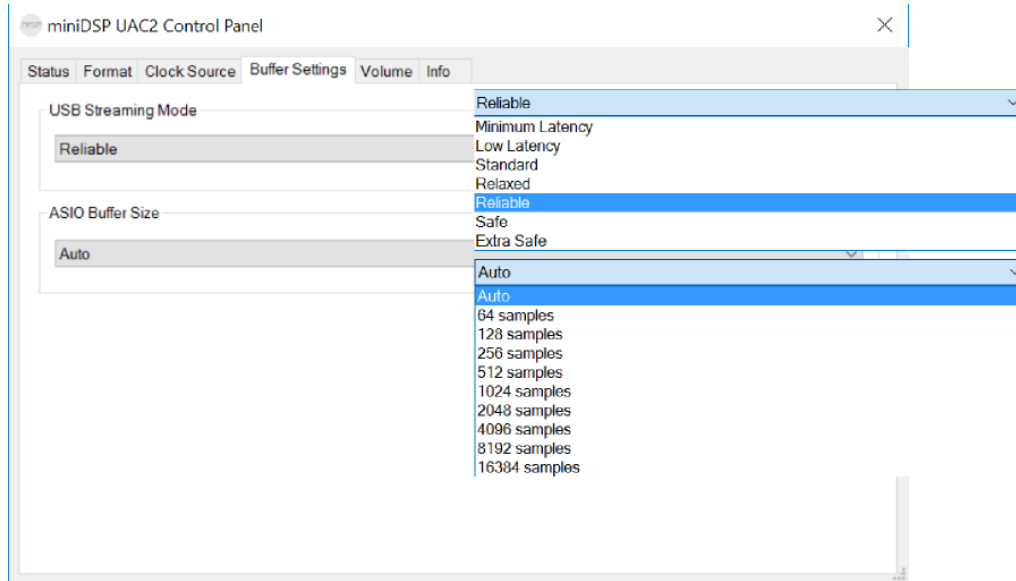 miniDSP UAC2 Control Panel
Status Format Clock Source Buffer Settings Volume Info
USB Streaming Mode
Reliable
Reliable
Minimum Latency
Low Latency
Standard
Relaxed
Reliable
Safe
Extra Safe
ASIO Buffer Size
Auto
Auto
Auto
64 samples
128 samples
256 samples
512 samples
1024 samples
2048 samples
4096 samples
8192 samples
16384 samples